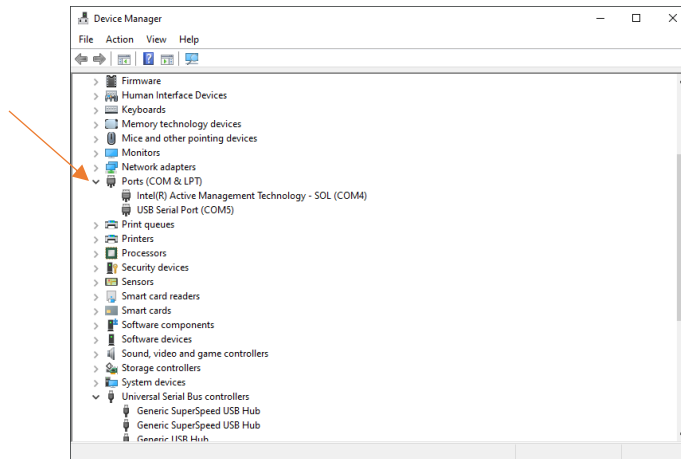 Device Manager
File Action View Help
Firmware
Human Interface Devices
Keyboards
Memory technology devices
Mice and other pointing devices
Monitors
Network adapters
Ports (COM & LPT)
Intel(R) Active Management Technology - SOL (COM4)
USB Serial Port (COM5)
Print queues
Printers
Processors
Security devices
Sensors
Smart card readers
Smart cards
Software components
Software devices
Sound, video and game controllers
Storage controllers
System devices
Universal Serial Bus controllers
Generic SuperSpeed USB Hub
Generic SuperSpeed USB Hub
Generic USB Hub